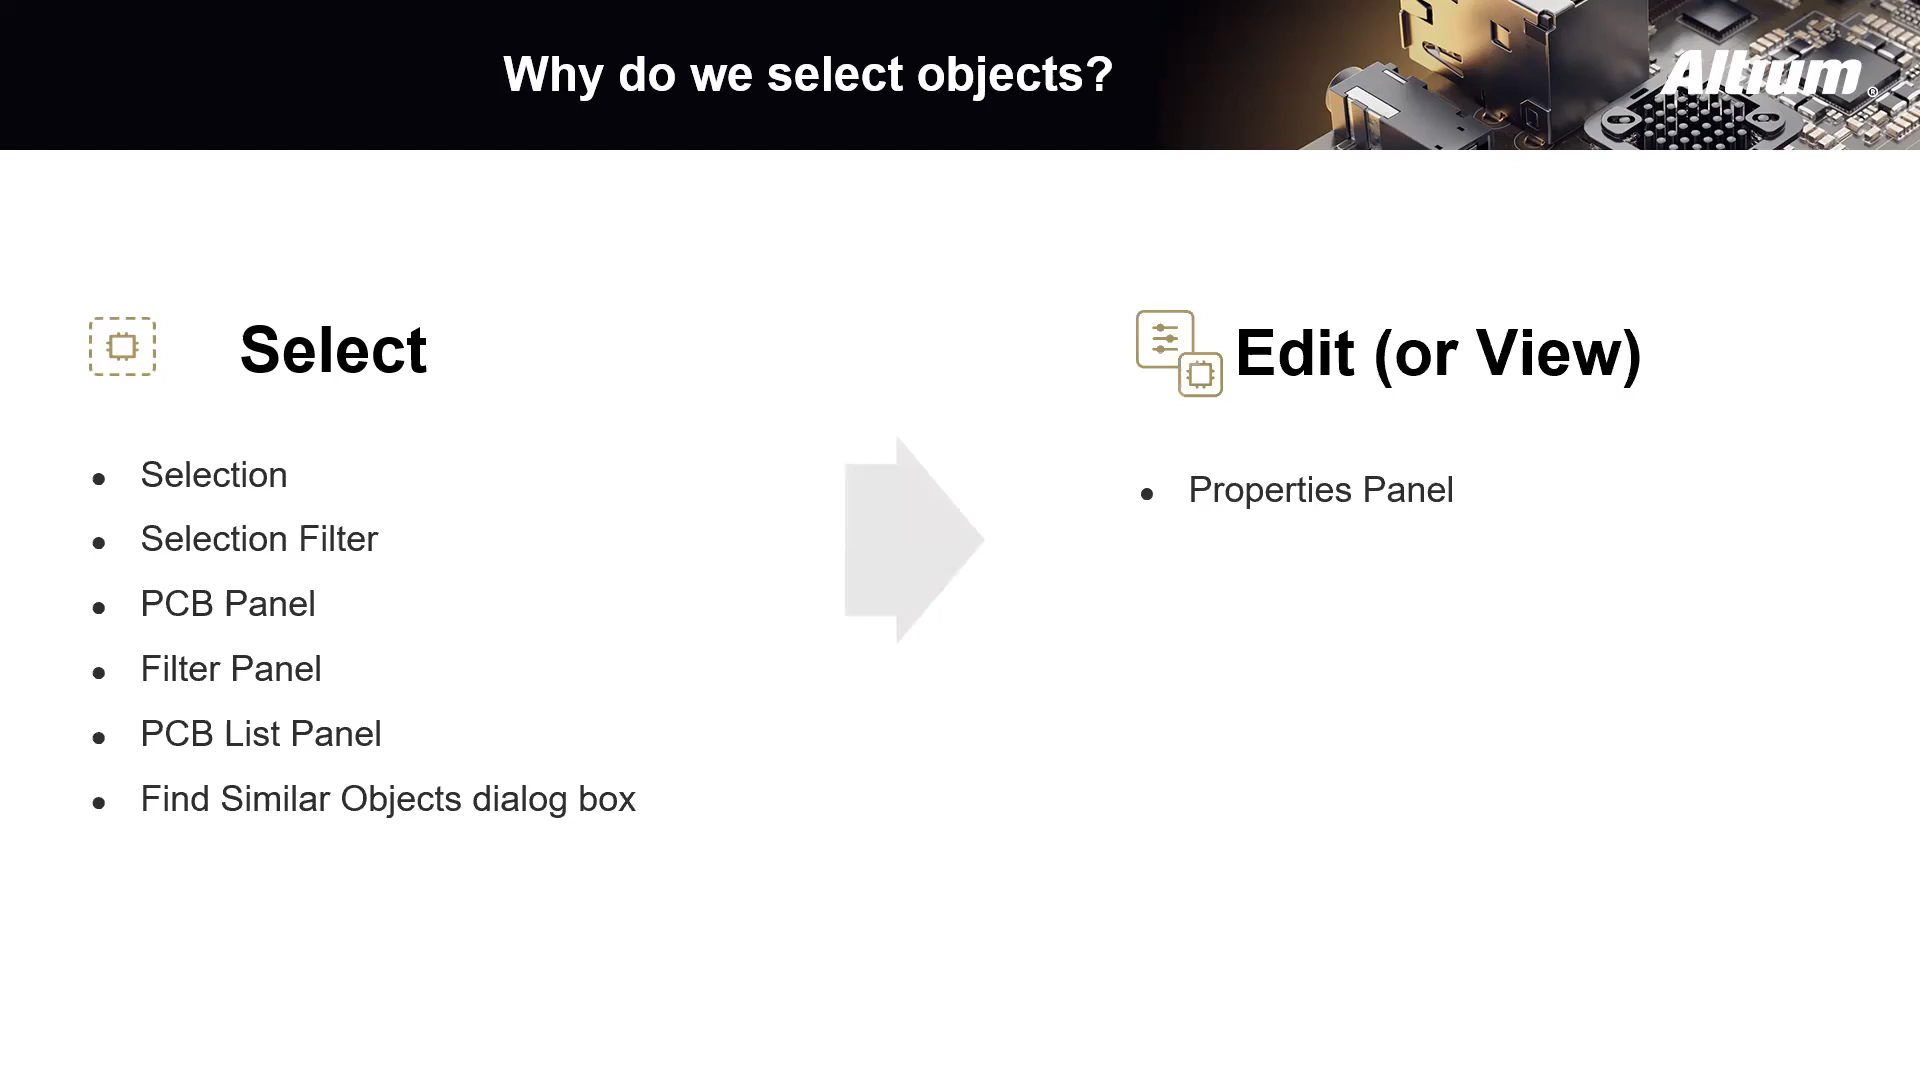 Why do we select objects?
Altium®
Select
Selection
Selection Filter
PCB Panel
Filter Panel
PCB List Panel
Find Similar Objects dialog box
Edit (or View)
Properties Panel